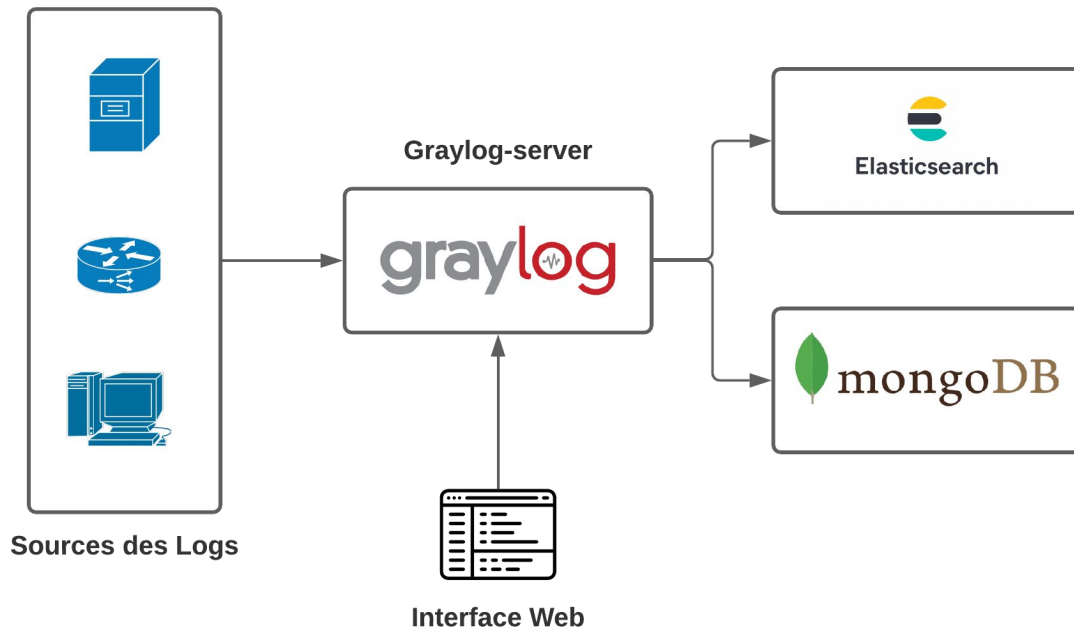 Graylog-server
graylog
Elasticsearch
mongoDB
Sources des Logs
Interface Web